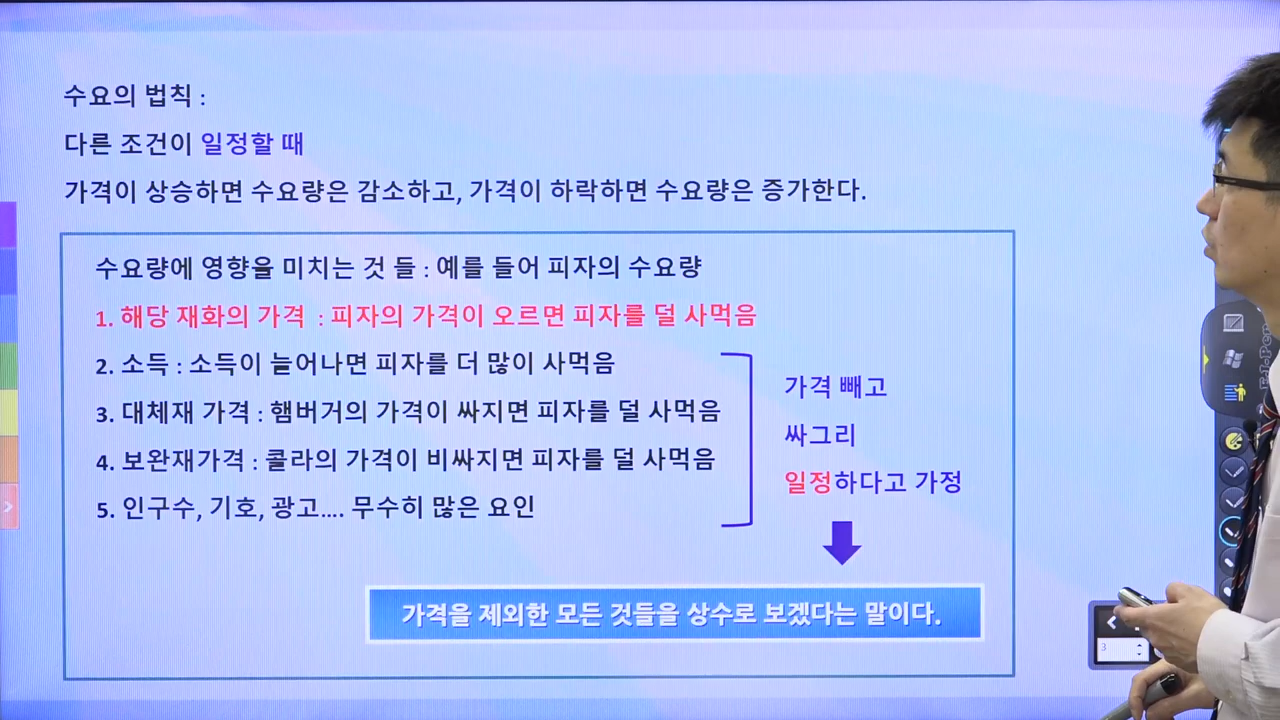 수요의 법칙 :
다른 조건이 일정할 때
가격이 상승하면 수요량은 감소하고, 가격이 하락하면 수요량은 증가한다.
수요량에 영향을 미치는 것 들 : 예를 들어 피자의 수요량
1. 해당 재화의 가격 : 피자의 가격이 오르면 피자를 덜 사먹음
2. 소득 : 소득이 늘어나면 피자를 더 많이 사먹음
3. 대체재 가격 : 햄버거의 가격이 싸지면 피자를 덜 사먹음
4. 보완재가격 : 콜라의 가격이 비싸지면 피자를 덜 사먹음
5. 인구수, 기호, 광고.... 무수히 많은 요인
가격 빼고
싸그리
일정하다고 가정
가격을 제외한 모든 것들을 상수로 보겠다는 말이다.
3